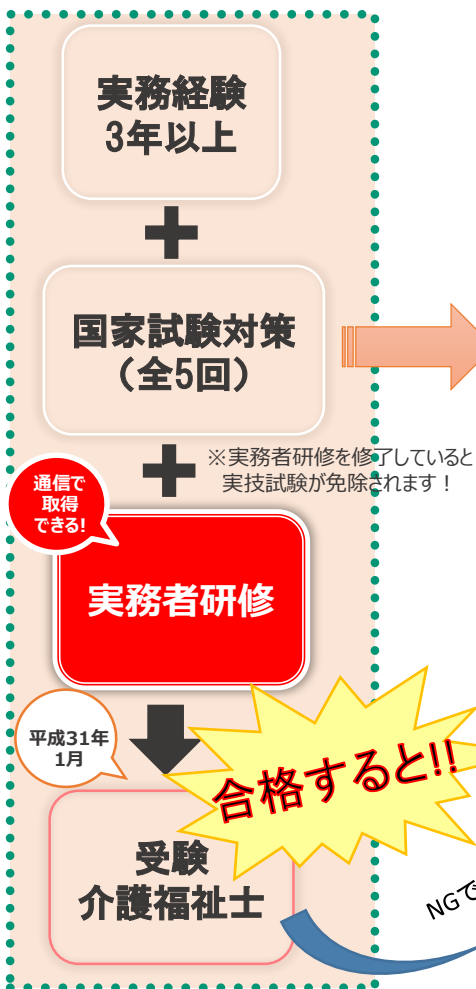 実務経験
3年以上
国家試験対策
（全5回）
※実務者研修を修了していると
実技試験が免除されます！
通信で
取得
できる!
実務者研修
平成31年
1月
合格すると!!
受験
介護福祉士
NGで